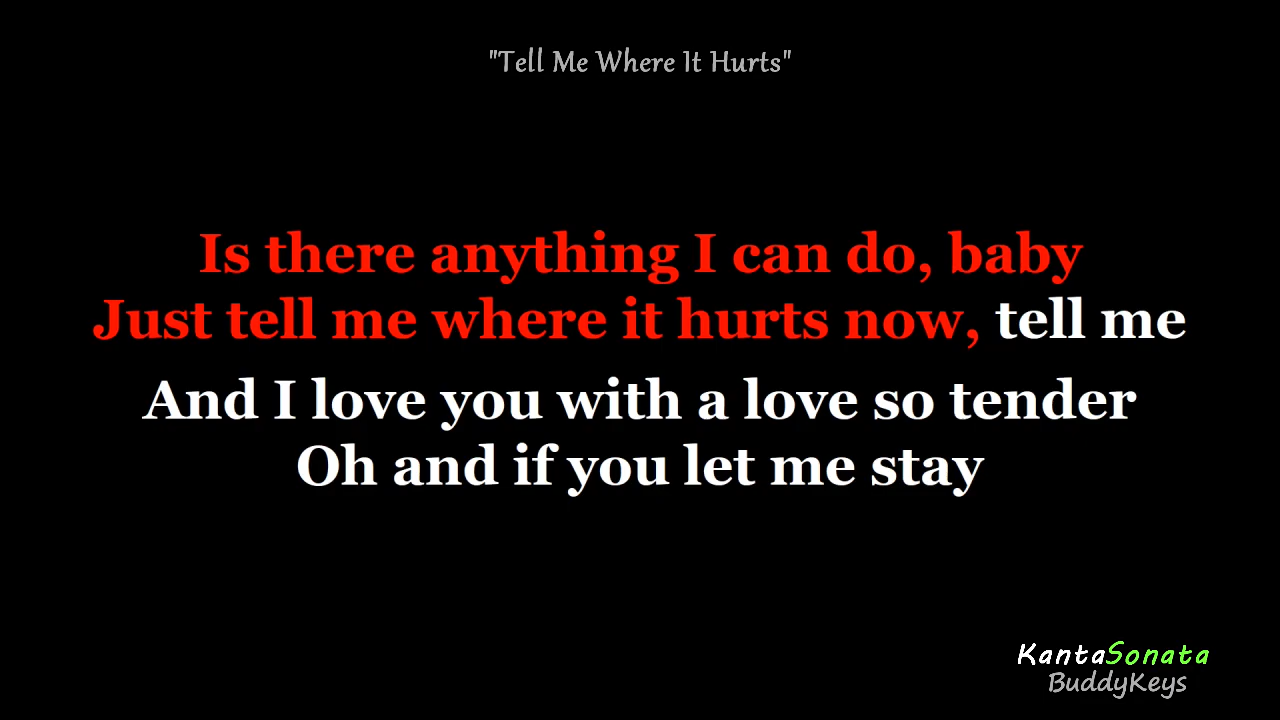 "Tell Me Where It Hurts"
Is there anything I can do, baby
Just tell me where it hurts now, tell me
And I love you with a love so tender
Oh and if you let me stay
KantaSonata
BuddyKeys